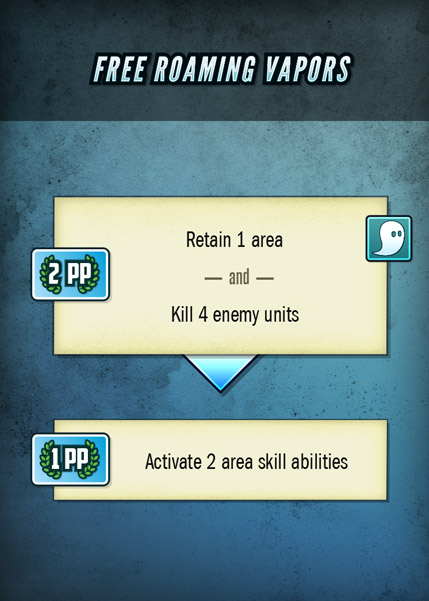 FREE ROAMING VAPORS
Retain 1 area
— and —
2 PP
Kill 4 enemy units
1 PP
Activate 2 area skill abilities